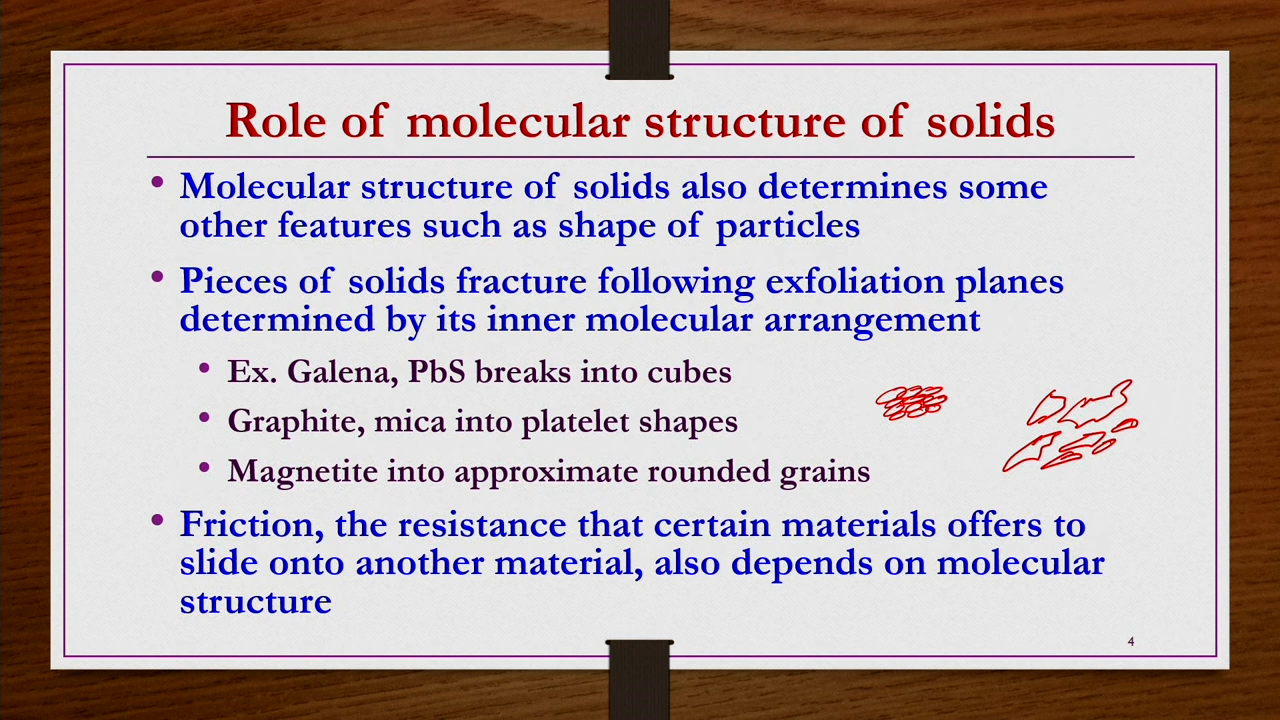 Role of molecular structure of solids
• Molecular structure of solids also determines some
other features such as shape of particles
• Pieces of solids fracture following exfoliation planes
determined by its inner molecular arrangement
• Ex. Galena, PbS breaks into cubes
• Graphite, mica into platelet shapes
• Magnetite into approximate rounded grains
• Friction, the resistance that certain materials offers to
slide onto another material, also depends on molecular
structure
4